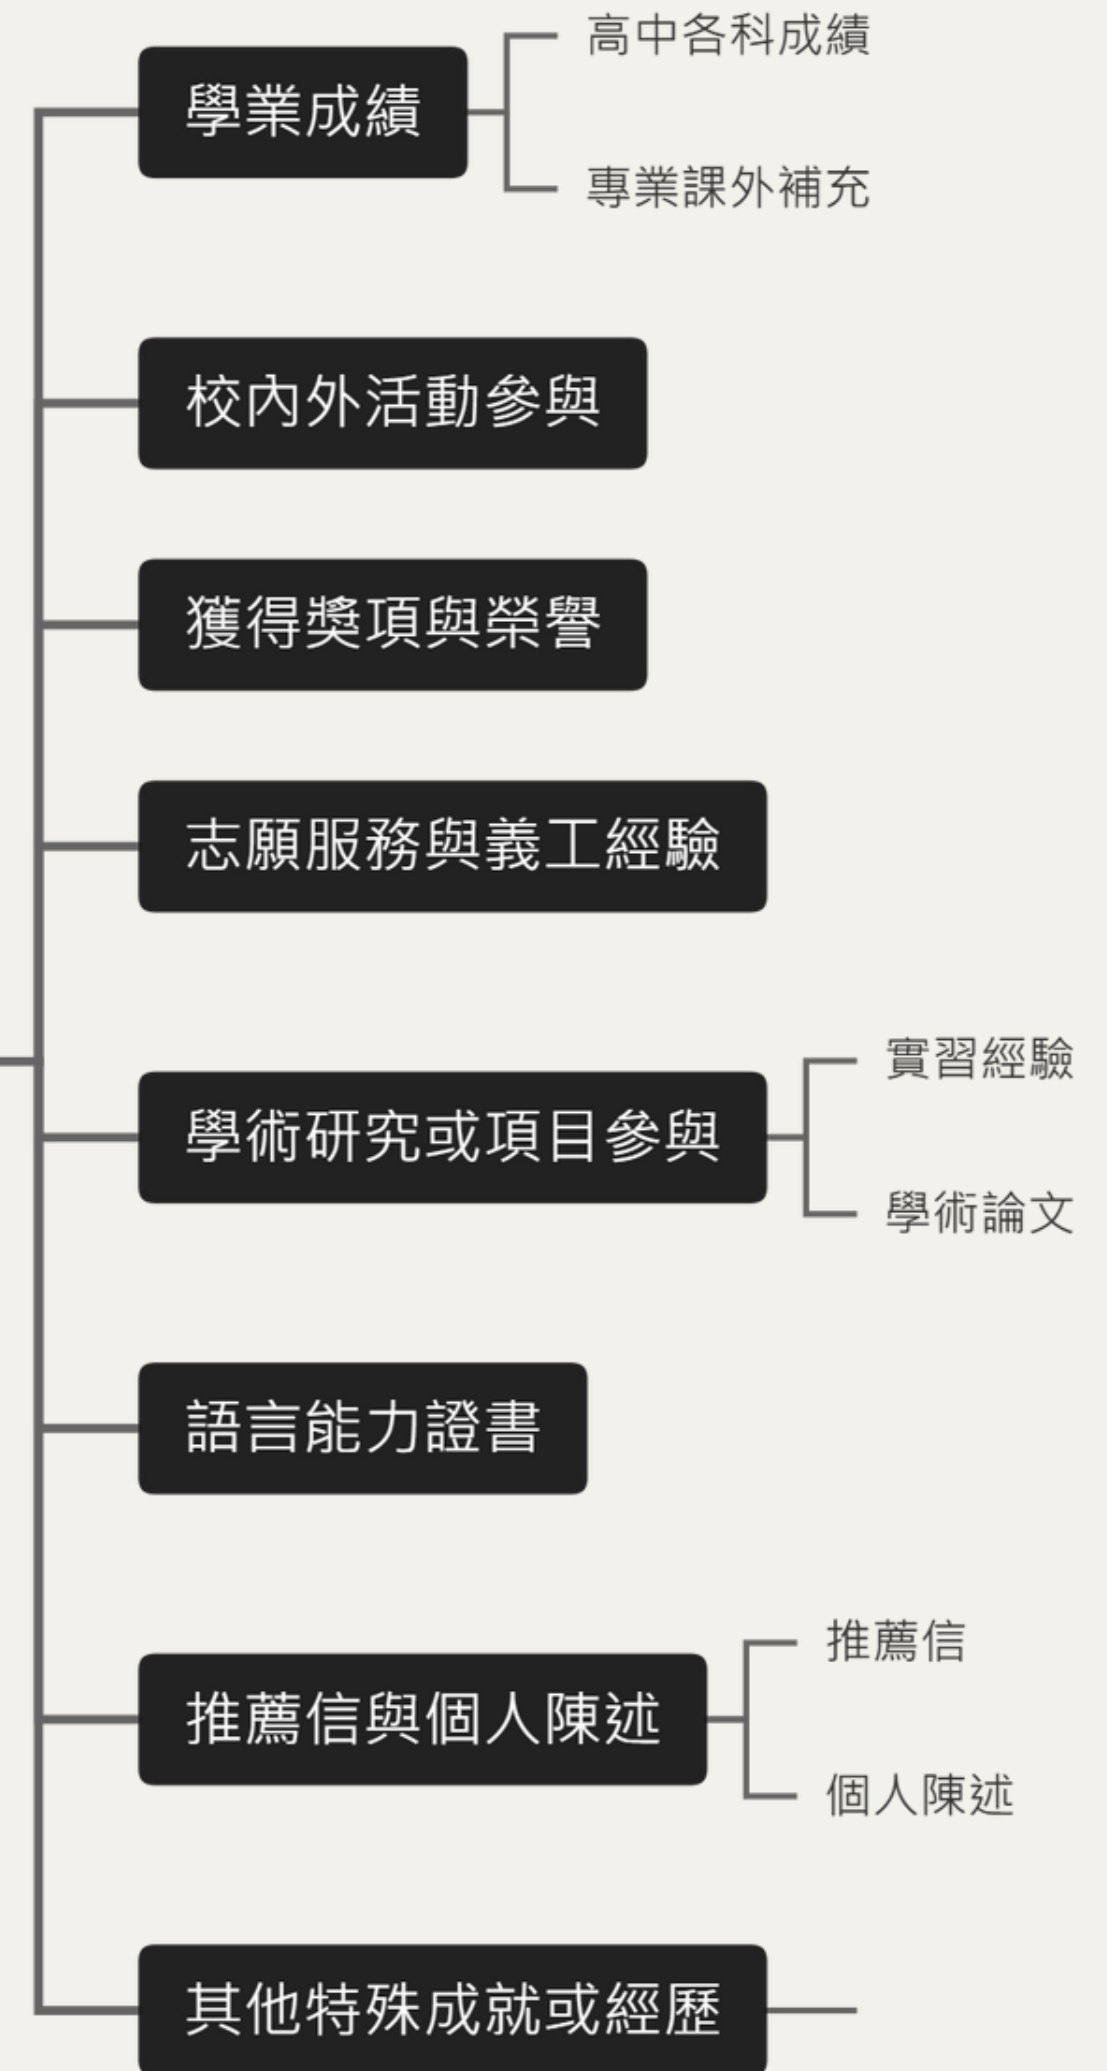 學業成績
高中各科成績
專業課外補充
校內外活動參與
獲得獎項與榮譽
志願服務與義工經驗
學術研究或項目參與
實習經驗
學術論文
語言能力證書
推薦信與個人陳述
推薦信
個人陳述
其他特殊成就或經歷